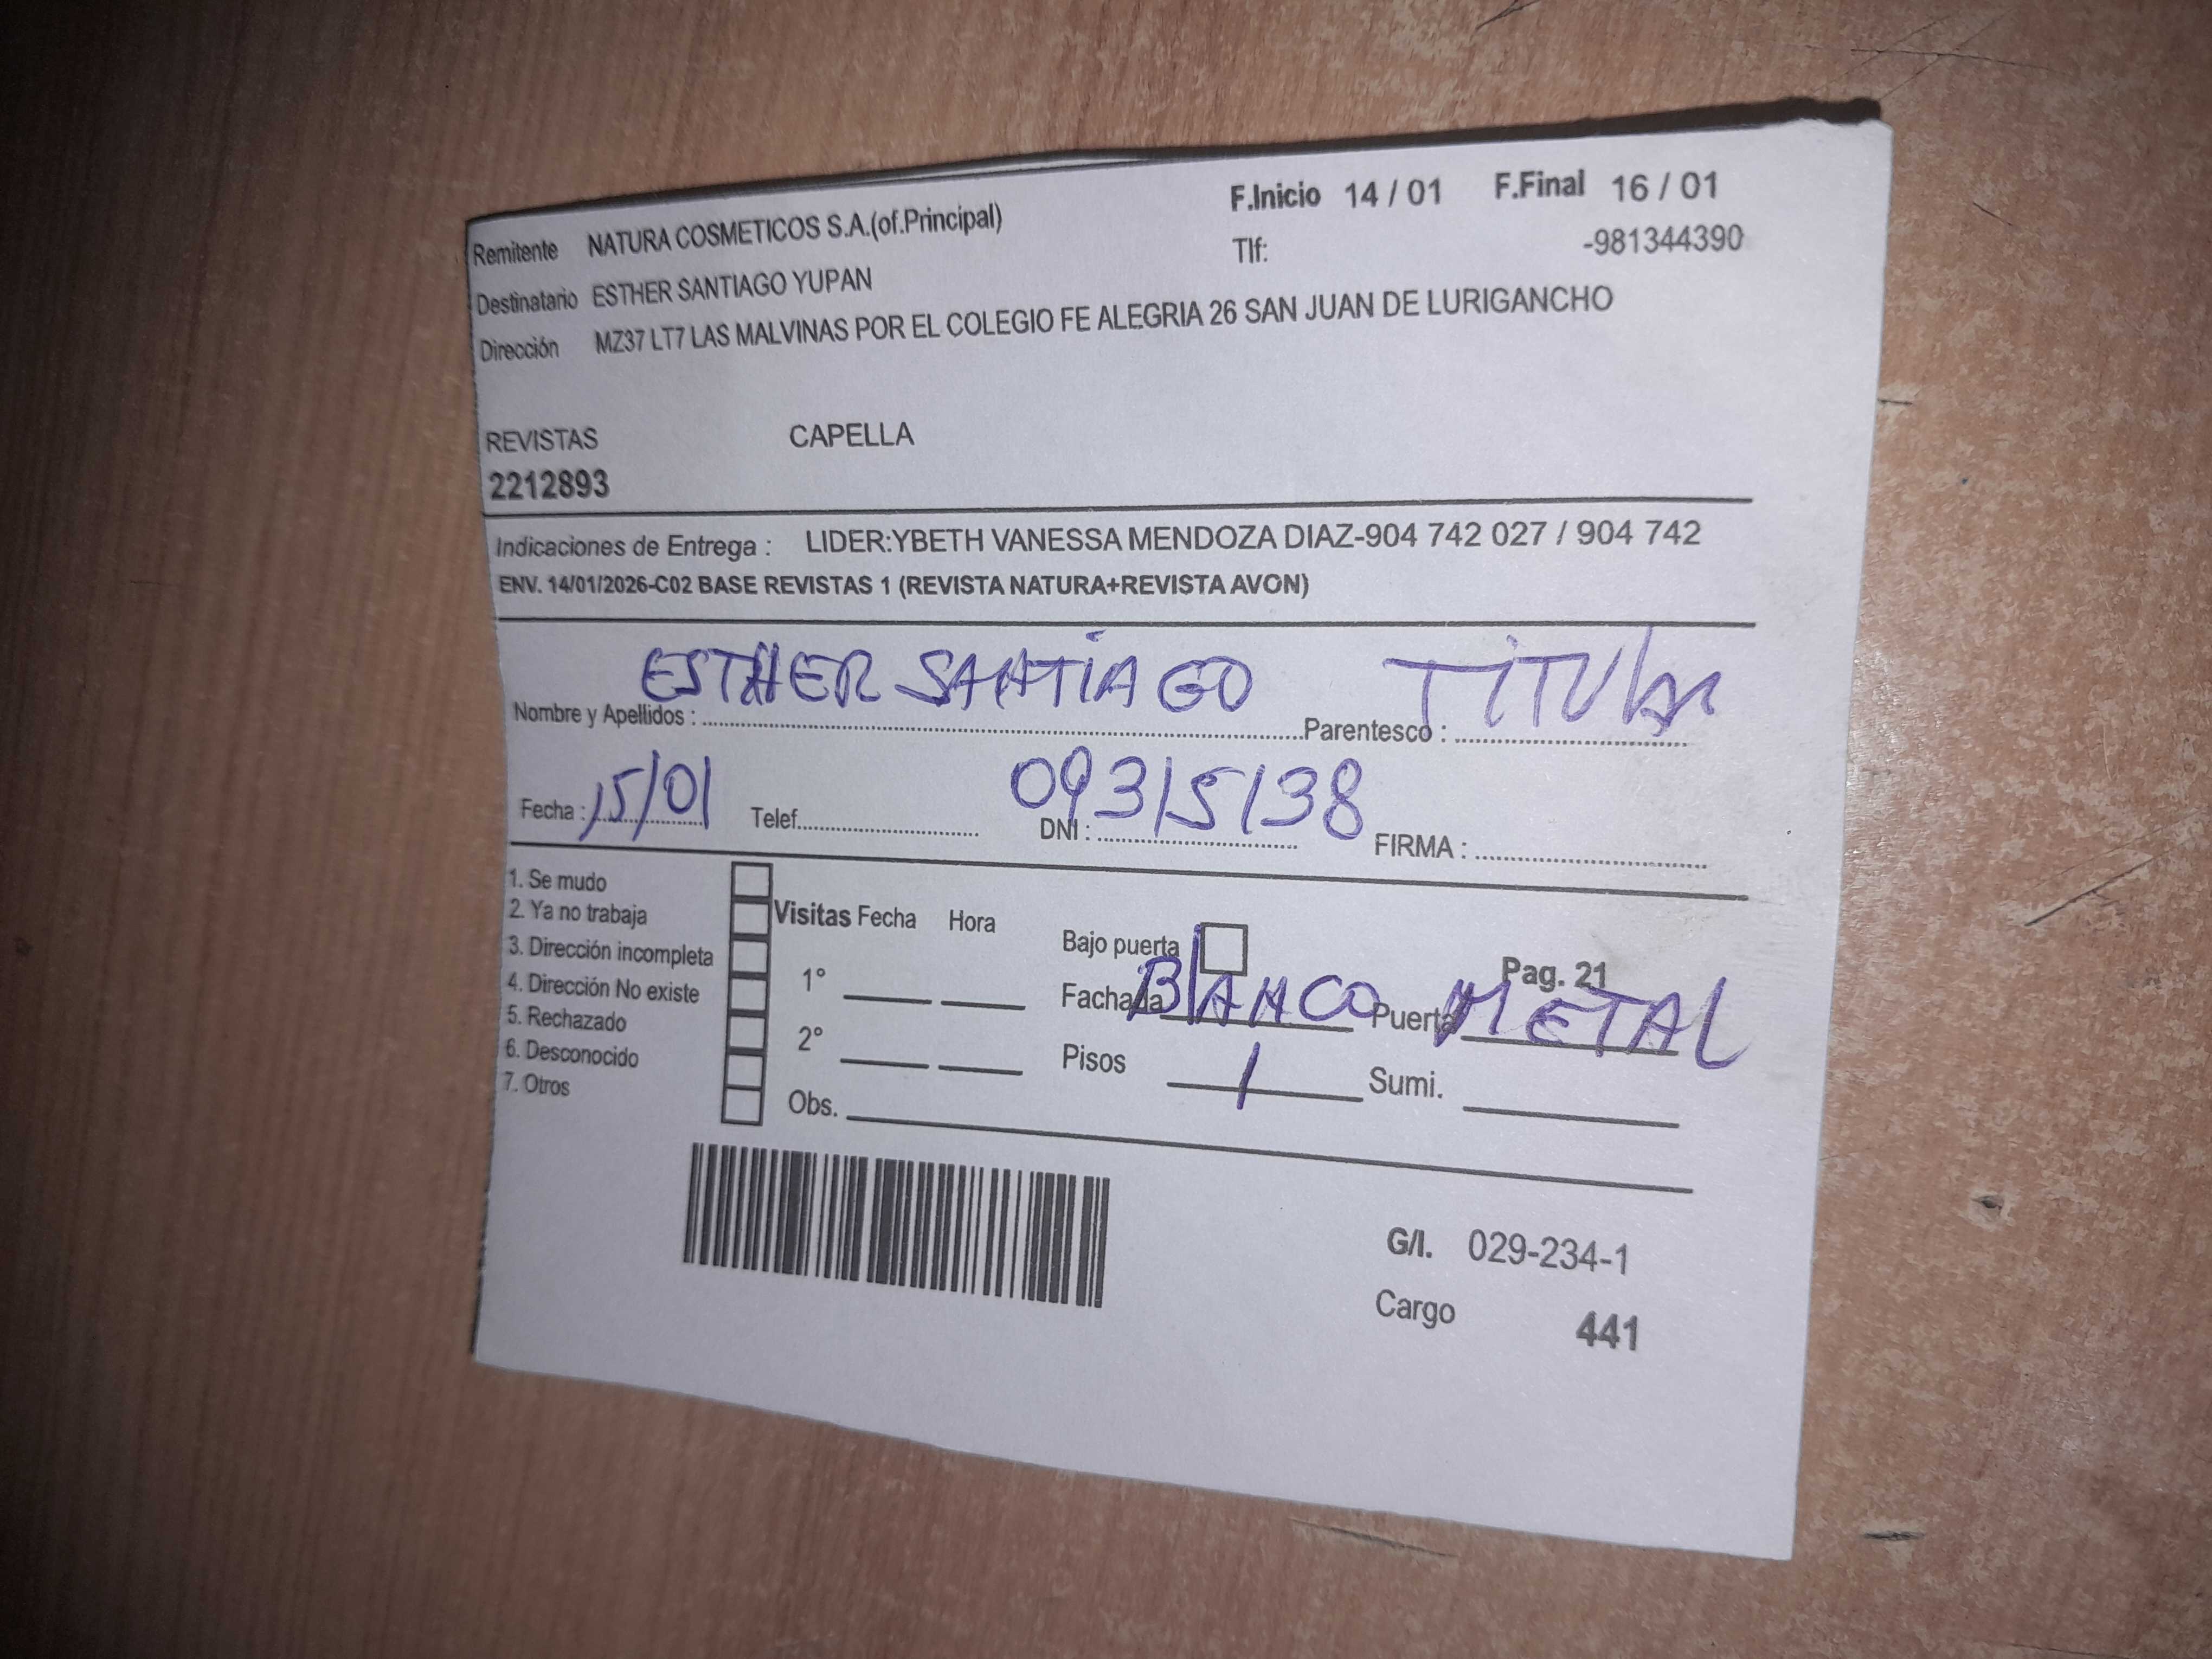 Remitente NATURA COSMETICOS S.A.(of.Principal) F.Inicio 14 / 01 F.Final 16 / 01
Tlf: -981344390
Destinatario ESTHER SANTIAGO YUPAN
Dirección MZ37 LT7 LAS MALVINAS POR EL COLEGIO FE ALEGRIA 26 SAN JUAN DE LURIGANCHO
REVISTAS CAPELLA
2212893
Indicaciones de Entrega : LIDER:YBETH VANESSA MENDOZA DIAZ-904 742 027 / 904 742
ENV. 14/01/2026-C02 BASE REVISTAS 1 (REVISTA NATURA+REVISTA AVON)
Nombre y Apellidos : ESTHER SANTIAGO Parentesco : TITULAR
Fecha : 15/01 Telef. DNI : 09315138 FIRMA :
1. Se mudo
2. Ya no trabaja Visitas Fecha Hora
3. Dirección incompleta Bajo puerta Pag. 21
4. Dirección No existe 1° Fachada BLANCO Puerta METAL
5. Rechazado
6. Desconocido 2° Pisos 1 Sumi.
7. Otros Obs.
G/I. 029-234-1
Cargo 441